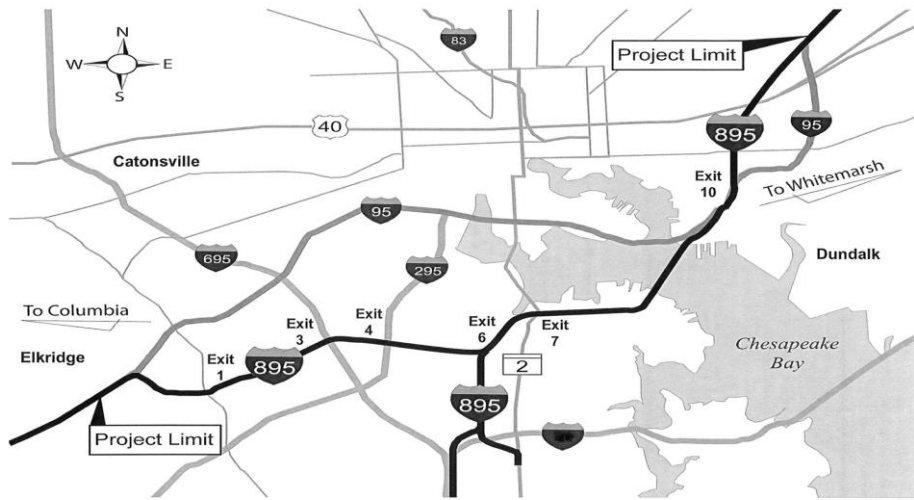 N
W E
S
83
Project Limit
40
895
95
Catonsville
Exit
10
To Whitemarsh
95
695
295
Dundalk
To Columbia
Exit
3
Exit
4
Exit
6
Exit
7
Chesapeake
Bay
Elkridge
Exit
1
895
2
895
Project Limit